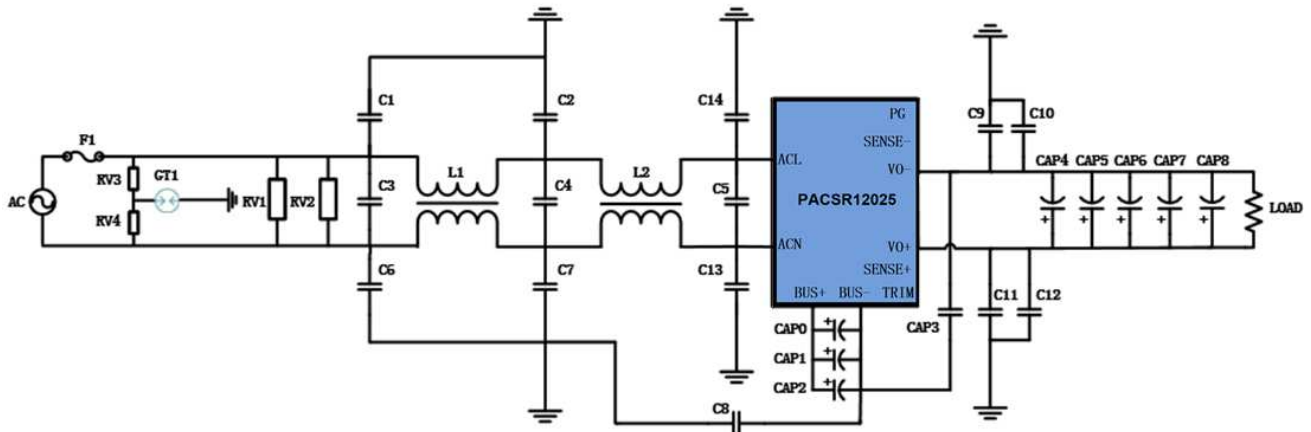 C1
C2
C14
PG
C9
C10
F1
SENSE-
ACL
VO-
CAP4
CAP5
CAP6
CAP7
CAP8
RV3
GT1
L1
L2
AC
RV1
RV2
C3
C4
C5
PACSR12025
LOAD
RV4
ACN
VO+
C6
C7
C13
SENSE+
BUS+
BUS-
TRIM
C11
C12
CAP0
CAP3
CAP1
CAP2
C8